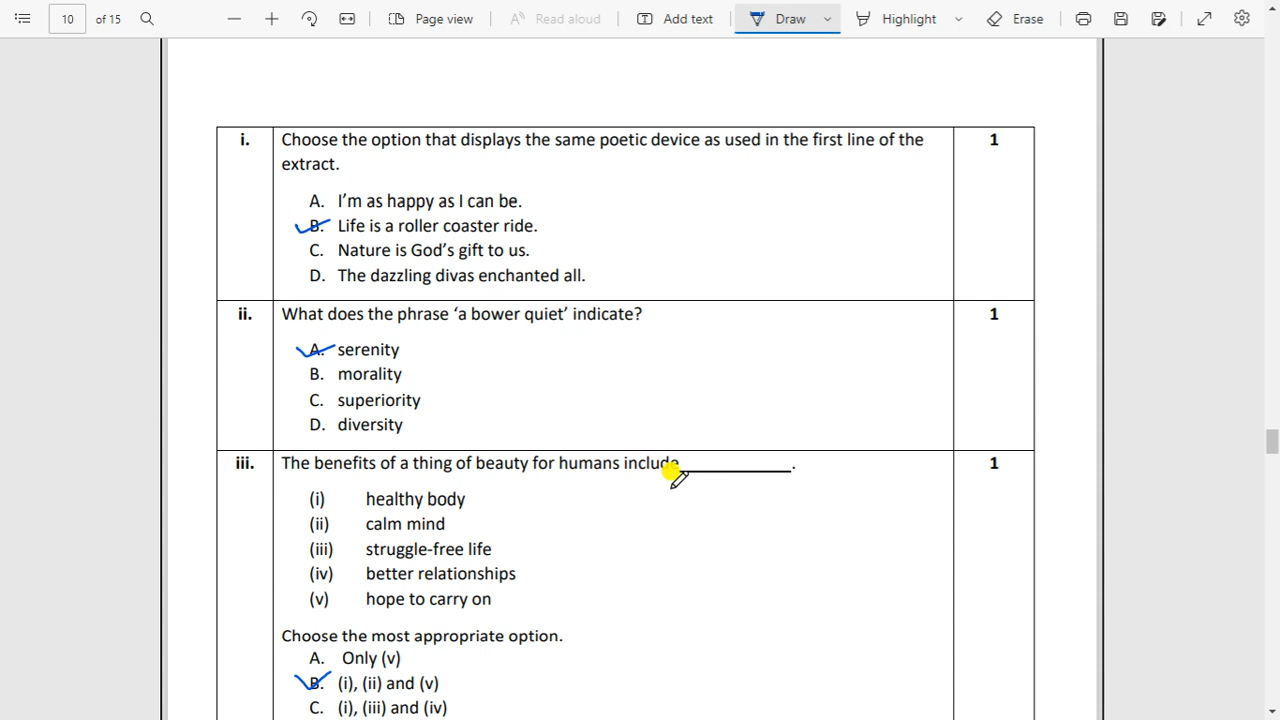 10 of 15 Page view Read aloud Add text Draw Highlight Erase
i. Choose the option that displays the same poetic device as used in the first line of the 1
extract.
A. I'm as happy as I can be.
B. Life is a roller coaster ride.
C. Nature is God's gift to us.
D. The dazzling divas enchanted all.
ii. What does the phrase 'a bower quiet' indicate? 1
A. serenity
B. morality
C. superiority
D. diversity
iii. The benefits of a thing of beauty for humans include____________. 1
(i) healthy body
(ii) calm mind
(iii) struggle-free life
(iv) better relationships
(v) hope to carry on
Choose the most appropriate option.
A. Only (v)
B. (i), (ii) and (v)
C. (i), (iii) and (iv)